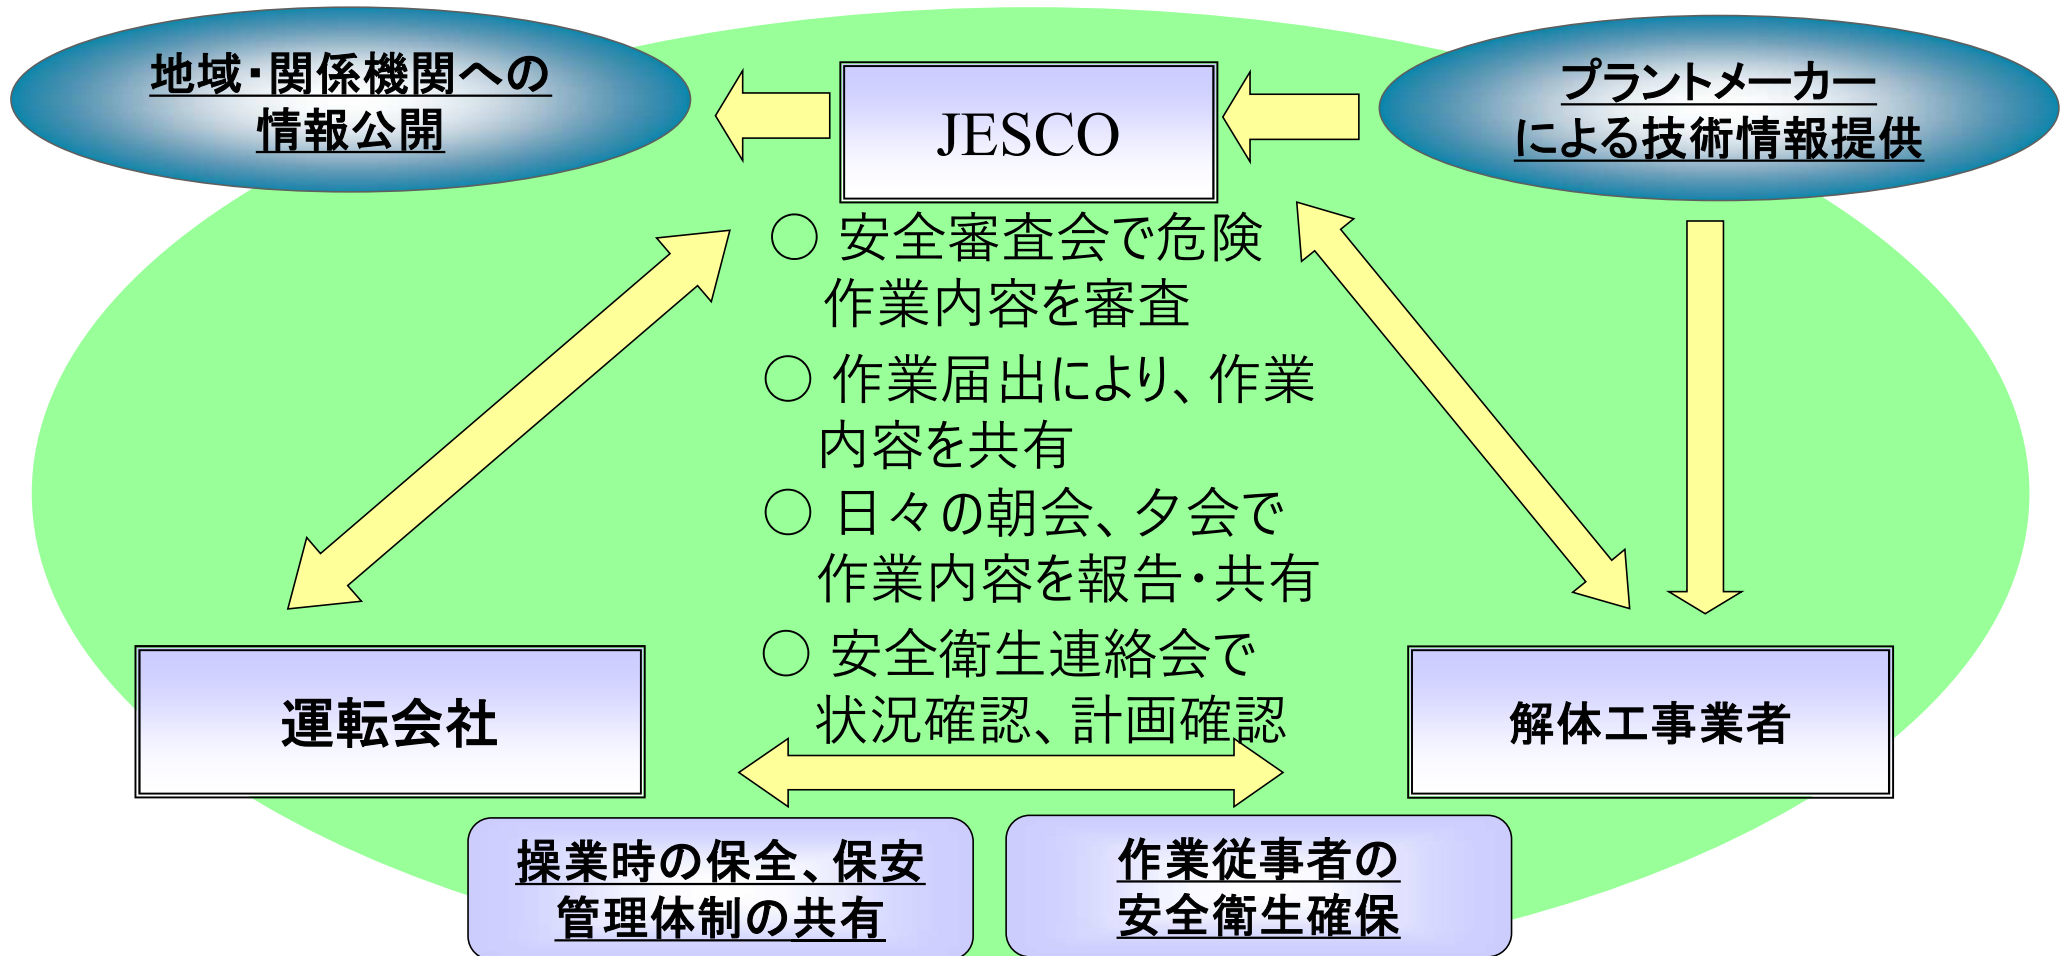 地域・関係機関への
情報公開
JESCO
プラントメーカー
による技術情報提供
○ 安全審査会で危険
作業内容を審査
○ 作業届出により、作業
内容を共有
○ 日々の朝会、夕会で
作業内容を報告・共有
○ 安全衛生連絡会で
状況確認、計画確認
運転会社
解体工事業者
操業時の保全、保安
管理体制の共有
作業従事者の
安全衛生確保